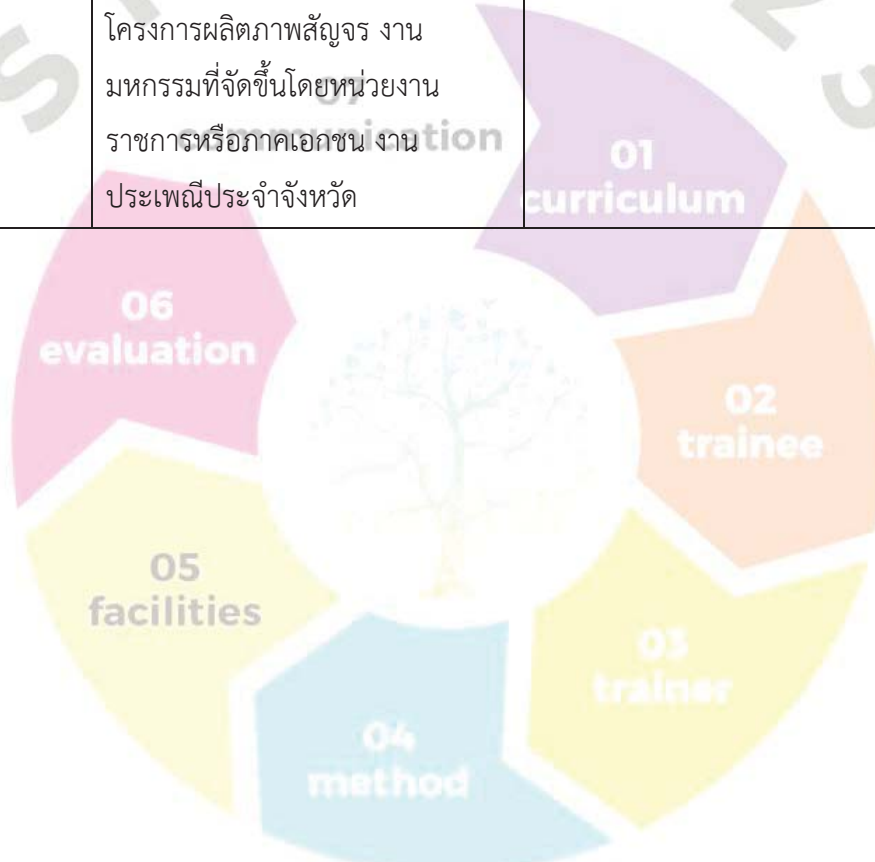 โครงการผลิตภาพสัญจร งาน
มหกรรมที่จัดขึ้นโดยหน่วยงาน
ราชการหรือภาคเอกชน งาน
ประเพณีประจำจังหวัด
07
communication
01
curriculum
02
trainee
03
trainer
04
method
05
facilities
06
evaluation